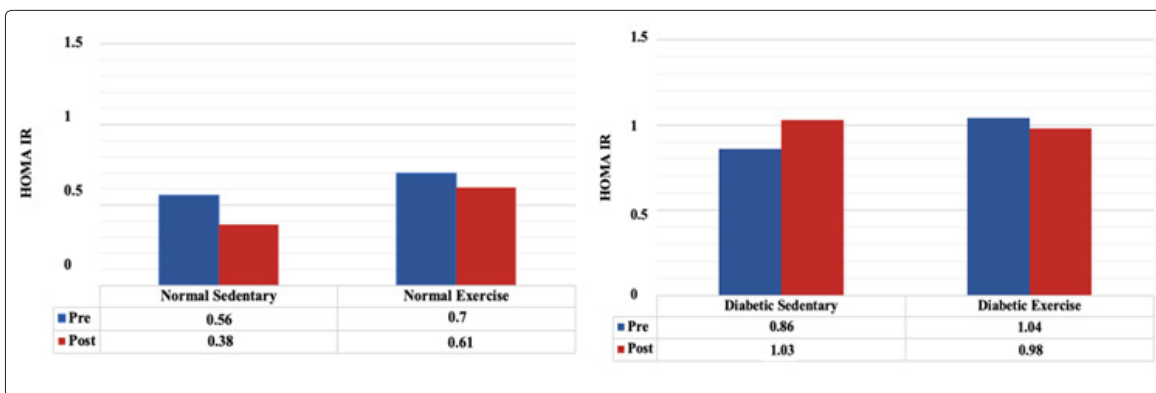 1.5
1
0.5
0
HOMA IR
Normal Sedentary Normal Exercise
Pre 0.56 0.7
Post 0.38 0.61
1.5
1
0.5
0
HOMA IR
Diabetic Sedentary Diabetic Exercise
Pre 0.86 1.04
Post 1.03 0.98